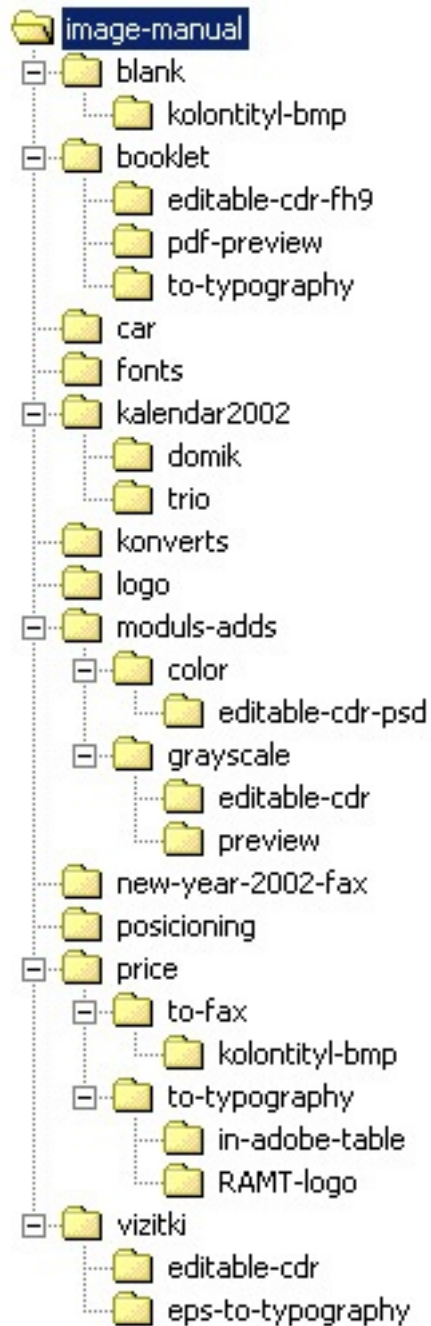 image-manual
blank
kolontityl-bmp
booklet
editable-cdr-fh9
pdf-preview
to-typography
car
fonts
kalendar2002
domik
trio
konverts
logo
moduls-adds
color
editable-cdr-psd
grayscale
editable-cdr
preview
new-year-2002-fax
posicioning
price
to-fax
kolontityl-bmp
to-typography
in-adobe-table
RAMT-logo
vizitki
editable-cdr
eps-to-typography